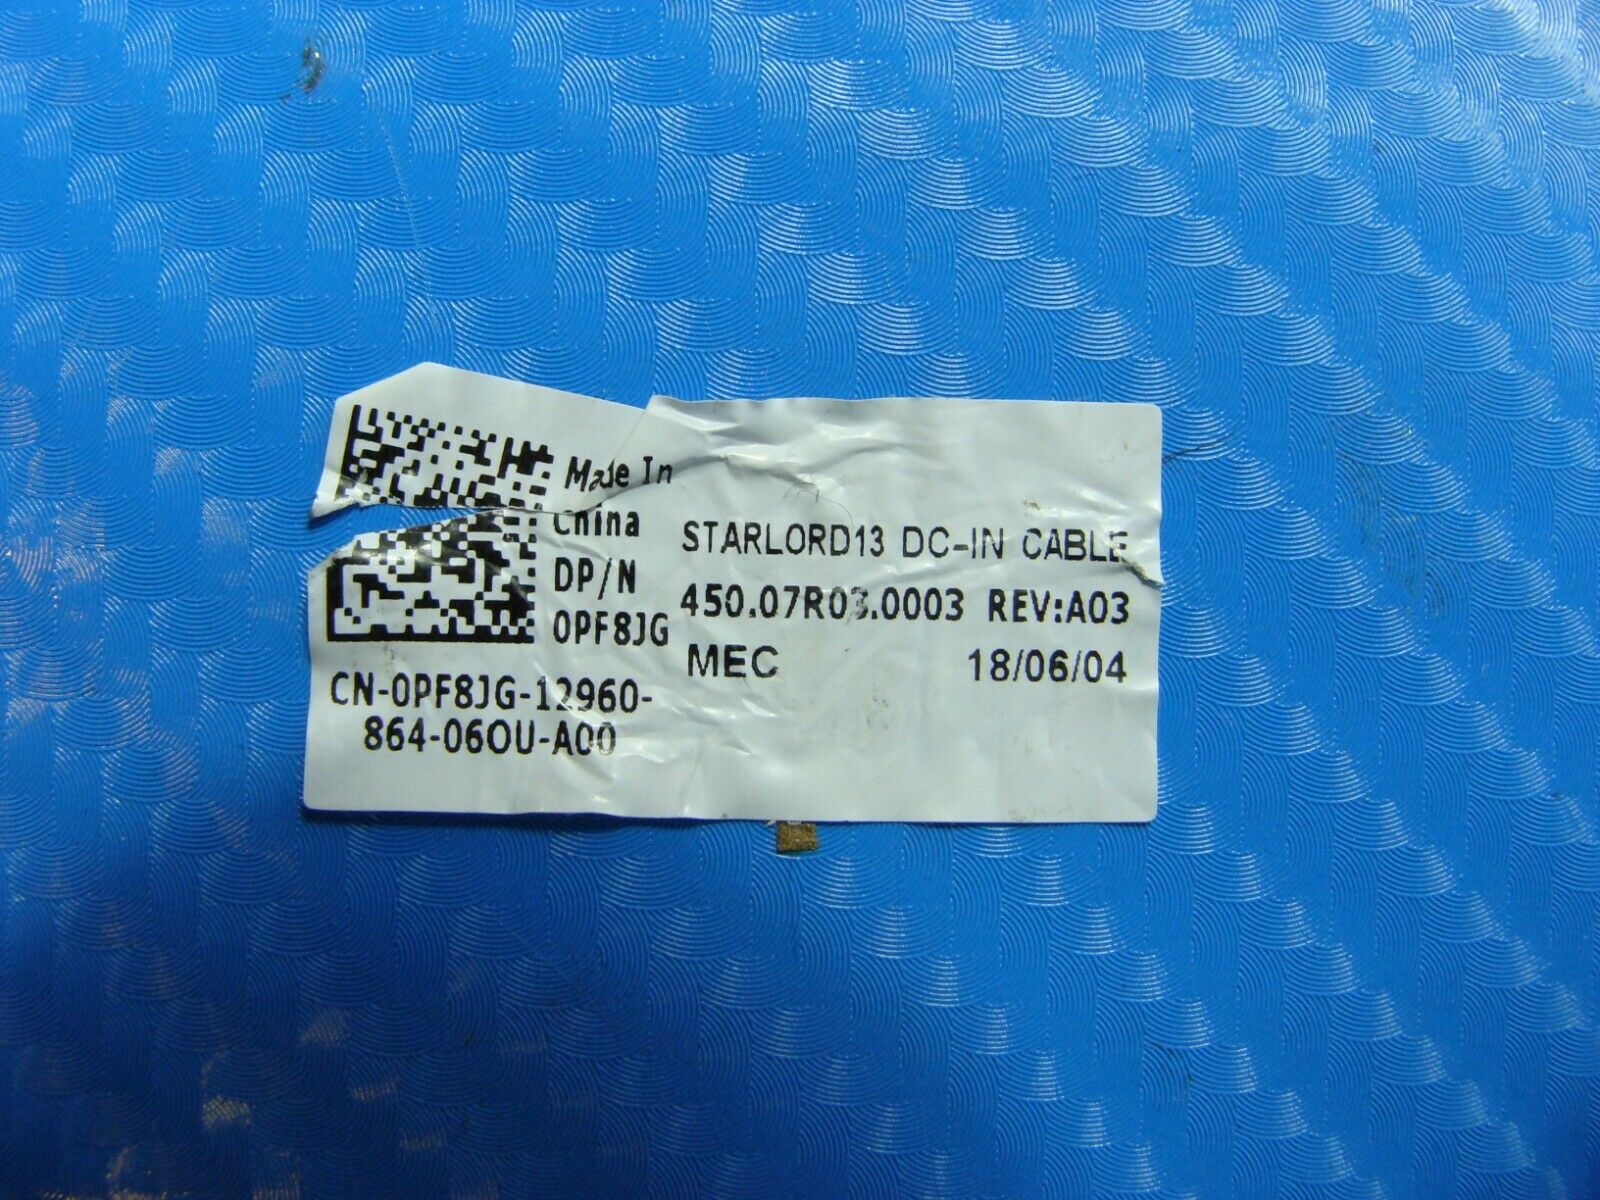 Made In
China
DP/N
0PF8JG
CN-0PF8JG-12960-
864-06OU-A00
STARLORD13 DC-IN CABLE
450.07R03.0003 REV:A03
MEC 18/06/04